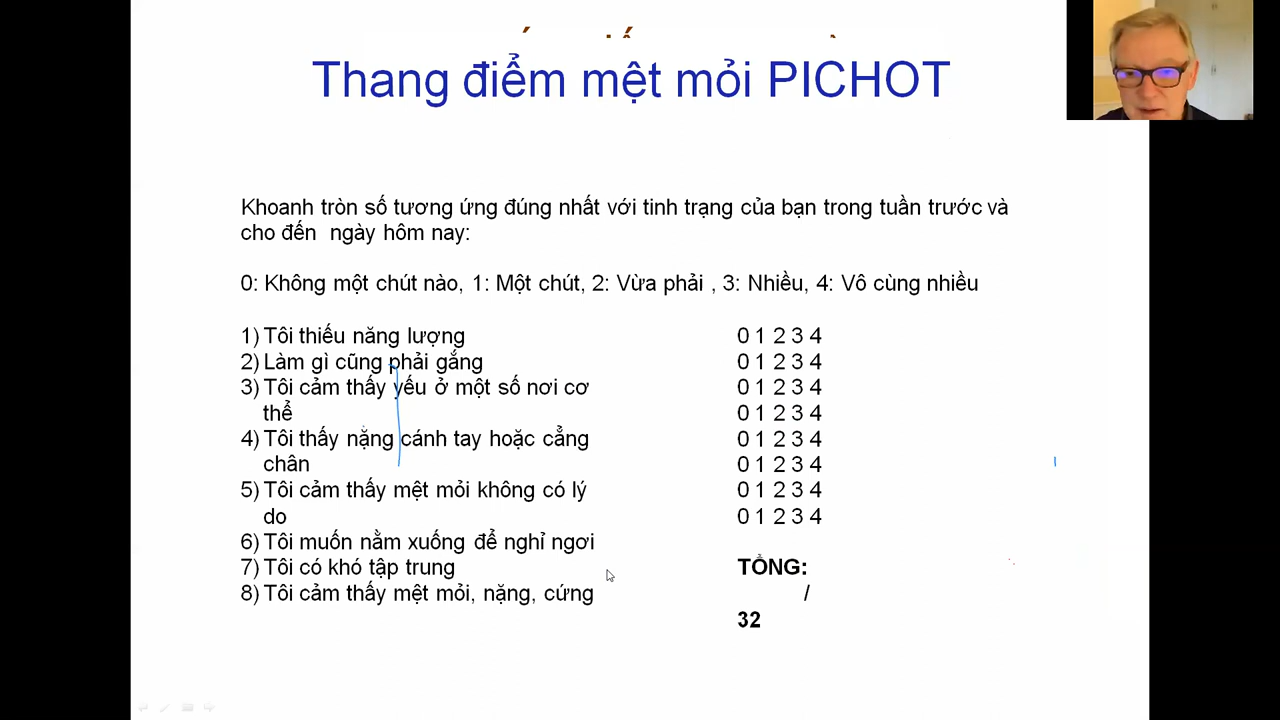 Thang điểm mệt mỏi PICHOT
Khoanh tròn số tương ứng đúng nhất với tình trạng của bạn trong tuần trước và
cho đến ngày hôm nay:
0: Không một chút nào, 1: Một chút, 2: Vừa phải , 3: Nhiều, 4: Vô cùng nhiều
1) Tôi thiếu năng lượng
0 1 2 3 4
2) Làm gì cũng phải gắng
0 1 2 3 4
3) Tôi cảm thấy yếu ở một số nơi cơ
0 1 2 3 4
thể
0 1 2 3 4
4) Tôi thấy nặng cánh tay hoặc cẳng
0 1 2 3 4
chân
0 1 2 3 4
5) Tôi cảm thấy mệt mỏi không có lý
0 1 2 3 4
do
0 1 2 3 4
6) Tôi muốn nằm xuống để nghỉ ngơi
7) Tôi có khó tập trung
TỔNG:
8) Tôi cảm thấy mệt mỏi, nặng, cứng
/
32